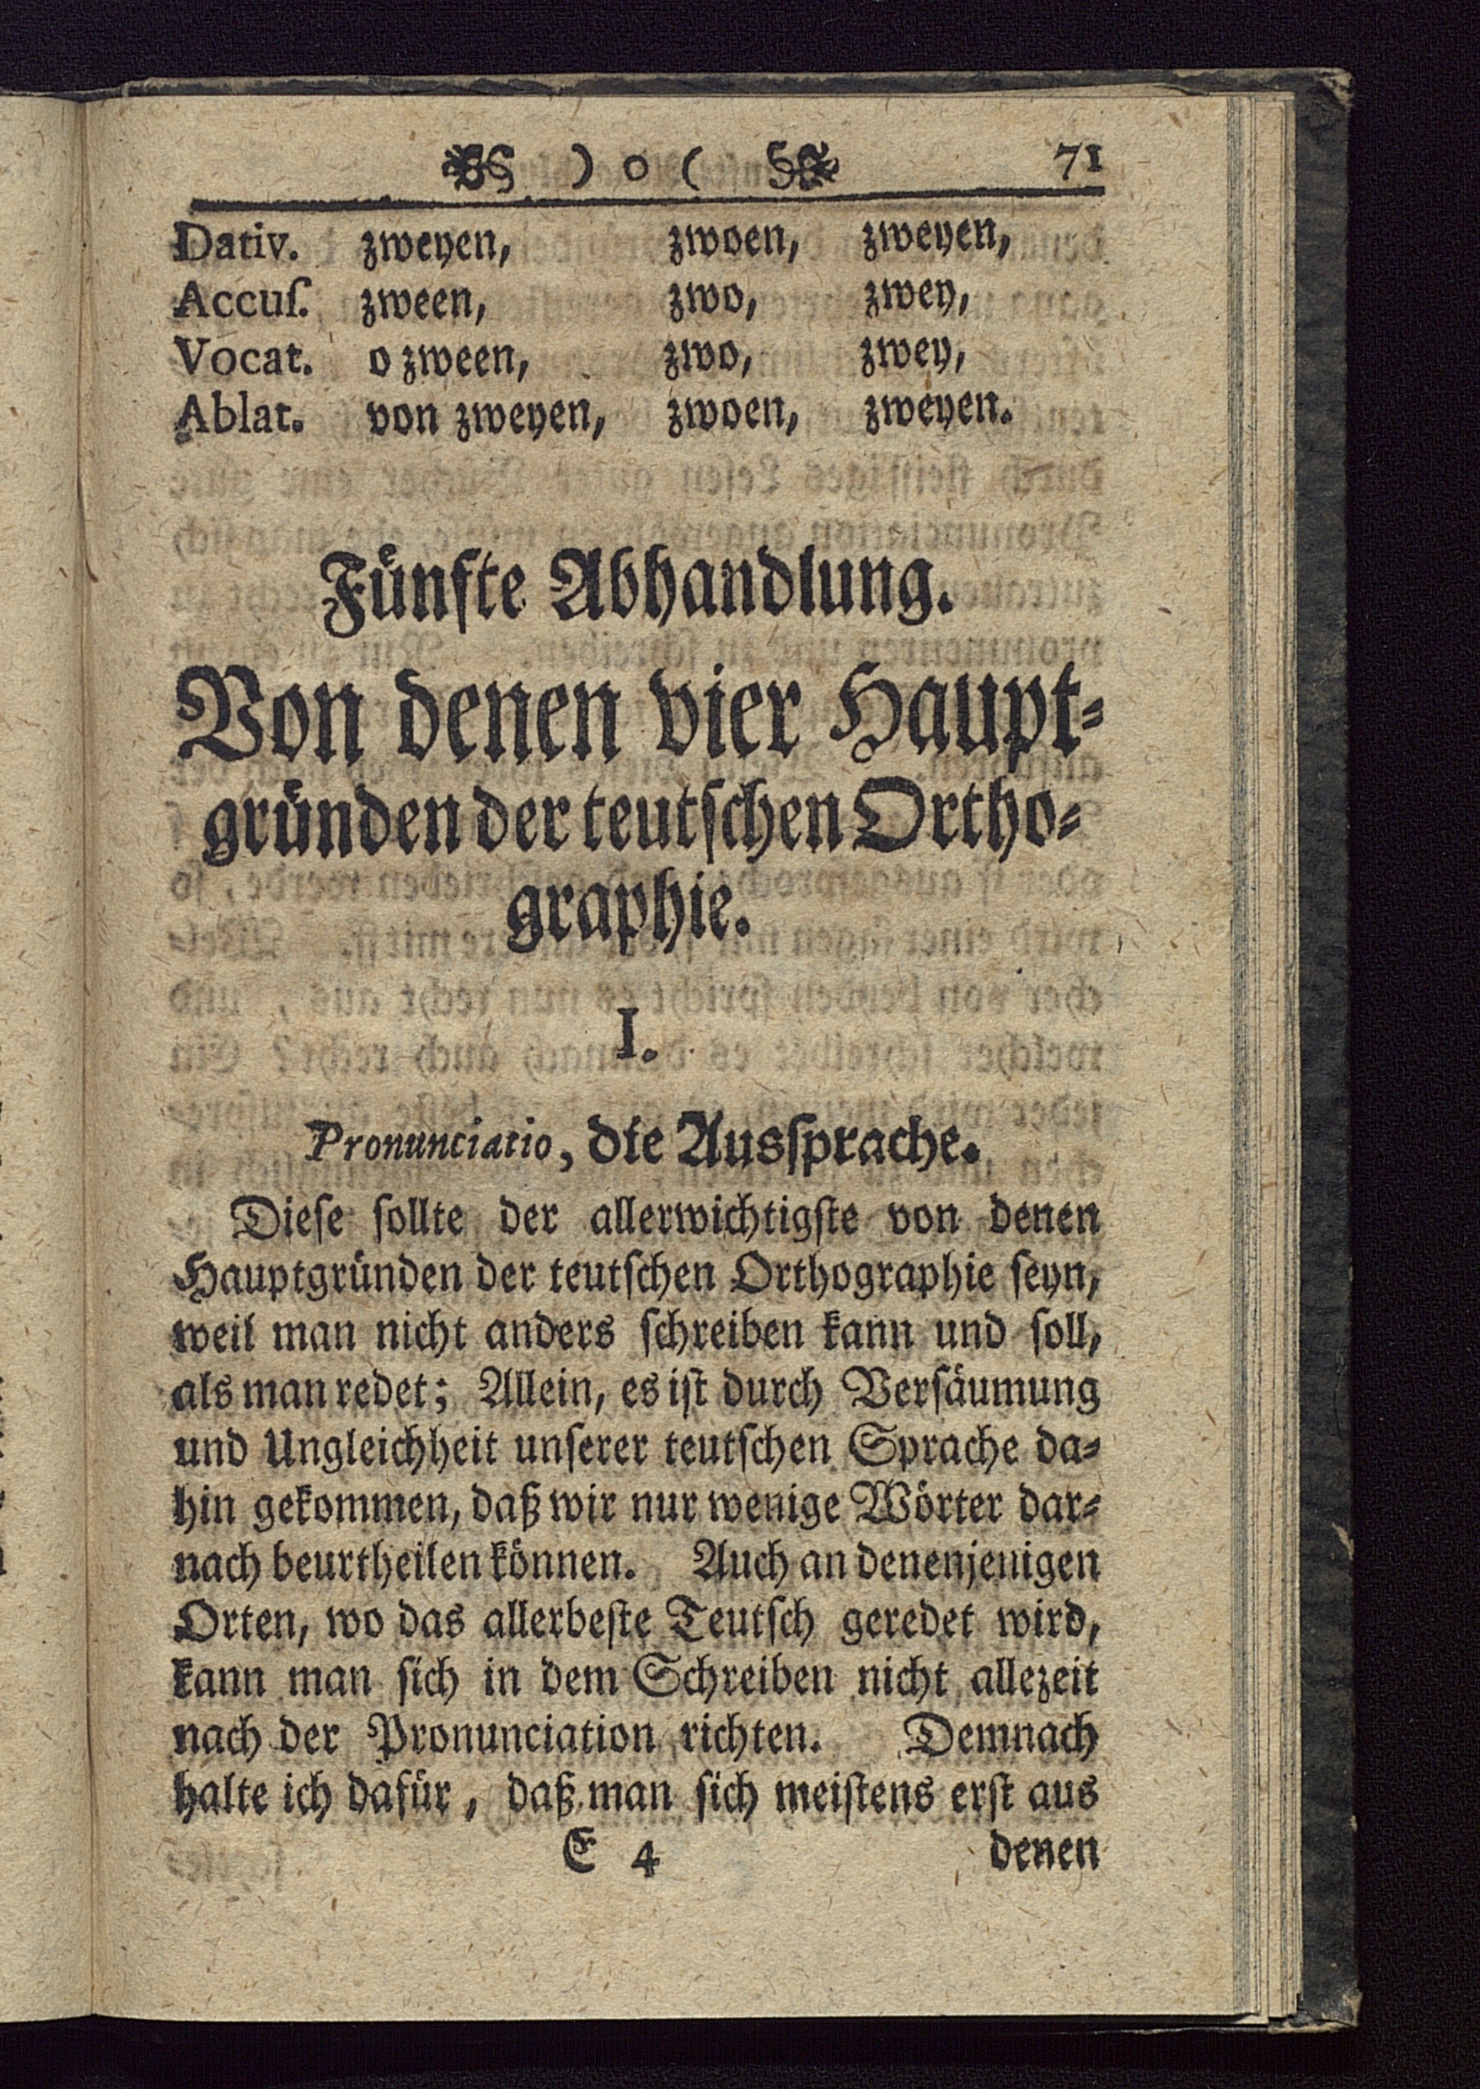 ) o ( 71
Dativ. zweyen, zwoen, zweyen,
Accuſ. zween, zwo, zwey,
Vocat. o zween, zwo, zwey,
Ablat. von zweyen, zwoen, zweyen.
Fünfte Abhandlung.
Von denen vier Haupt-
gründen der teutſchen Ortho-
graphie.
I.
Pronunciatio, die Ausſprache.
Dieſe ſollte der allerwichtigſte von denen
Hauptgründen der teutſchen Orthographie ſeyn,
weil man nicht anders ſchreiben kann und ſoll,
als man redet; Allein, es iſt durch Verſäumung
und Ungleichheit unſerer teutſchen Sprache da-
hin gekommen, daß wir nur wenige Wörter dar-
nach beurtheilen können. Auch an denenjenigen
Orten, wo das allerbeſte Teutſch geredet wird,
kann man ſich in dem Schreiben nicht allezeit
nach der Pronunciation richten. Demnach
halte ich dafür, daß man ſich meiſtens erſt aus
E 4 denen